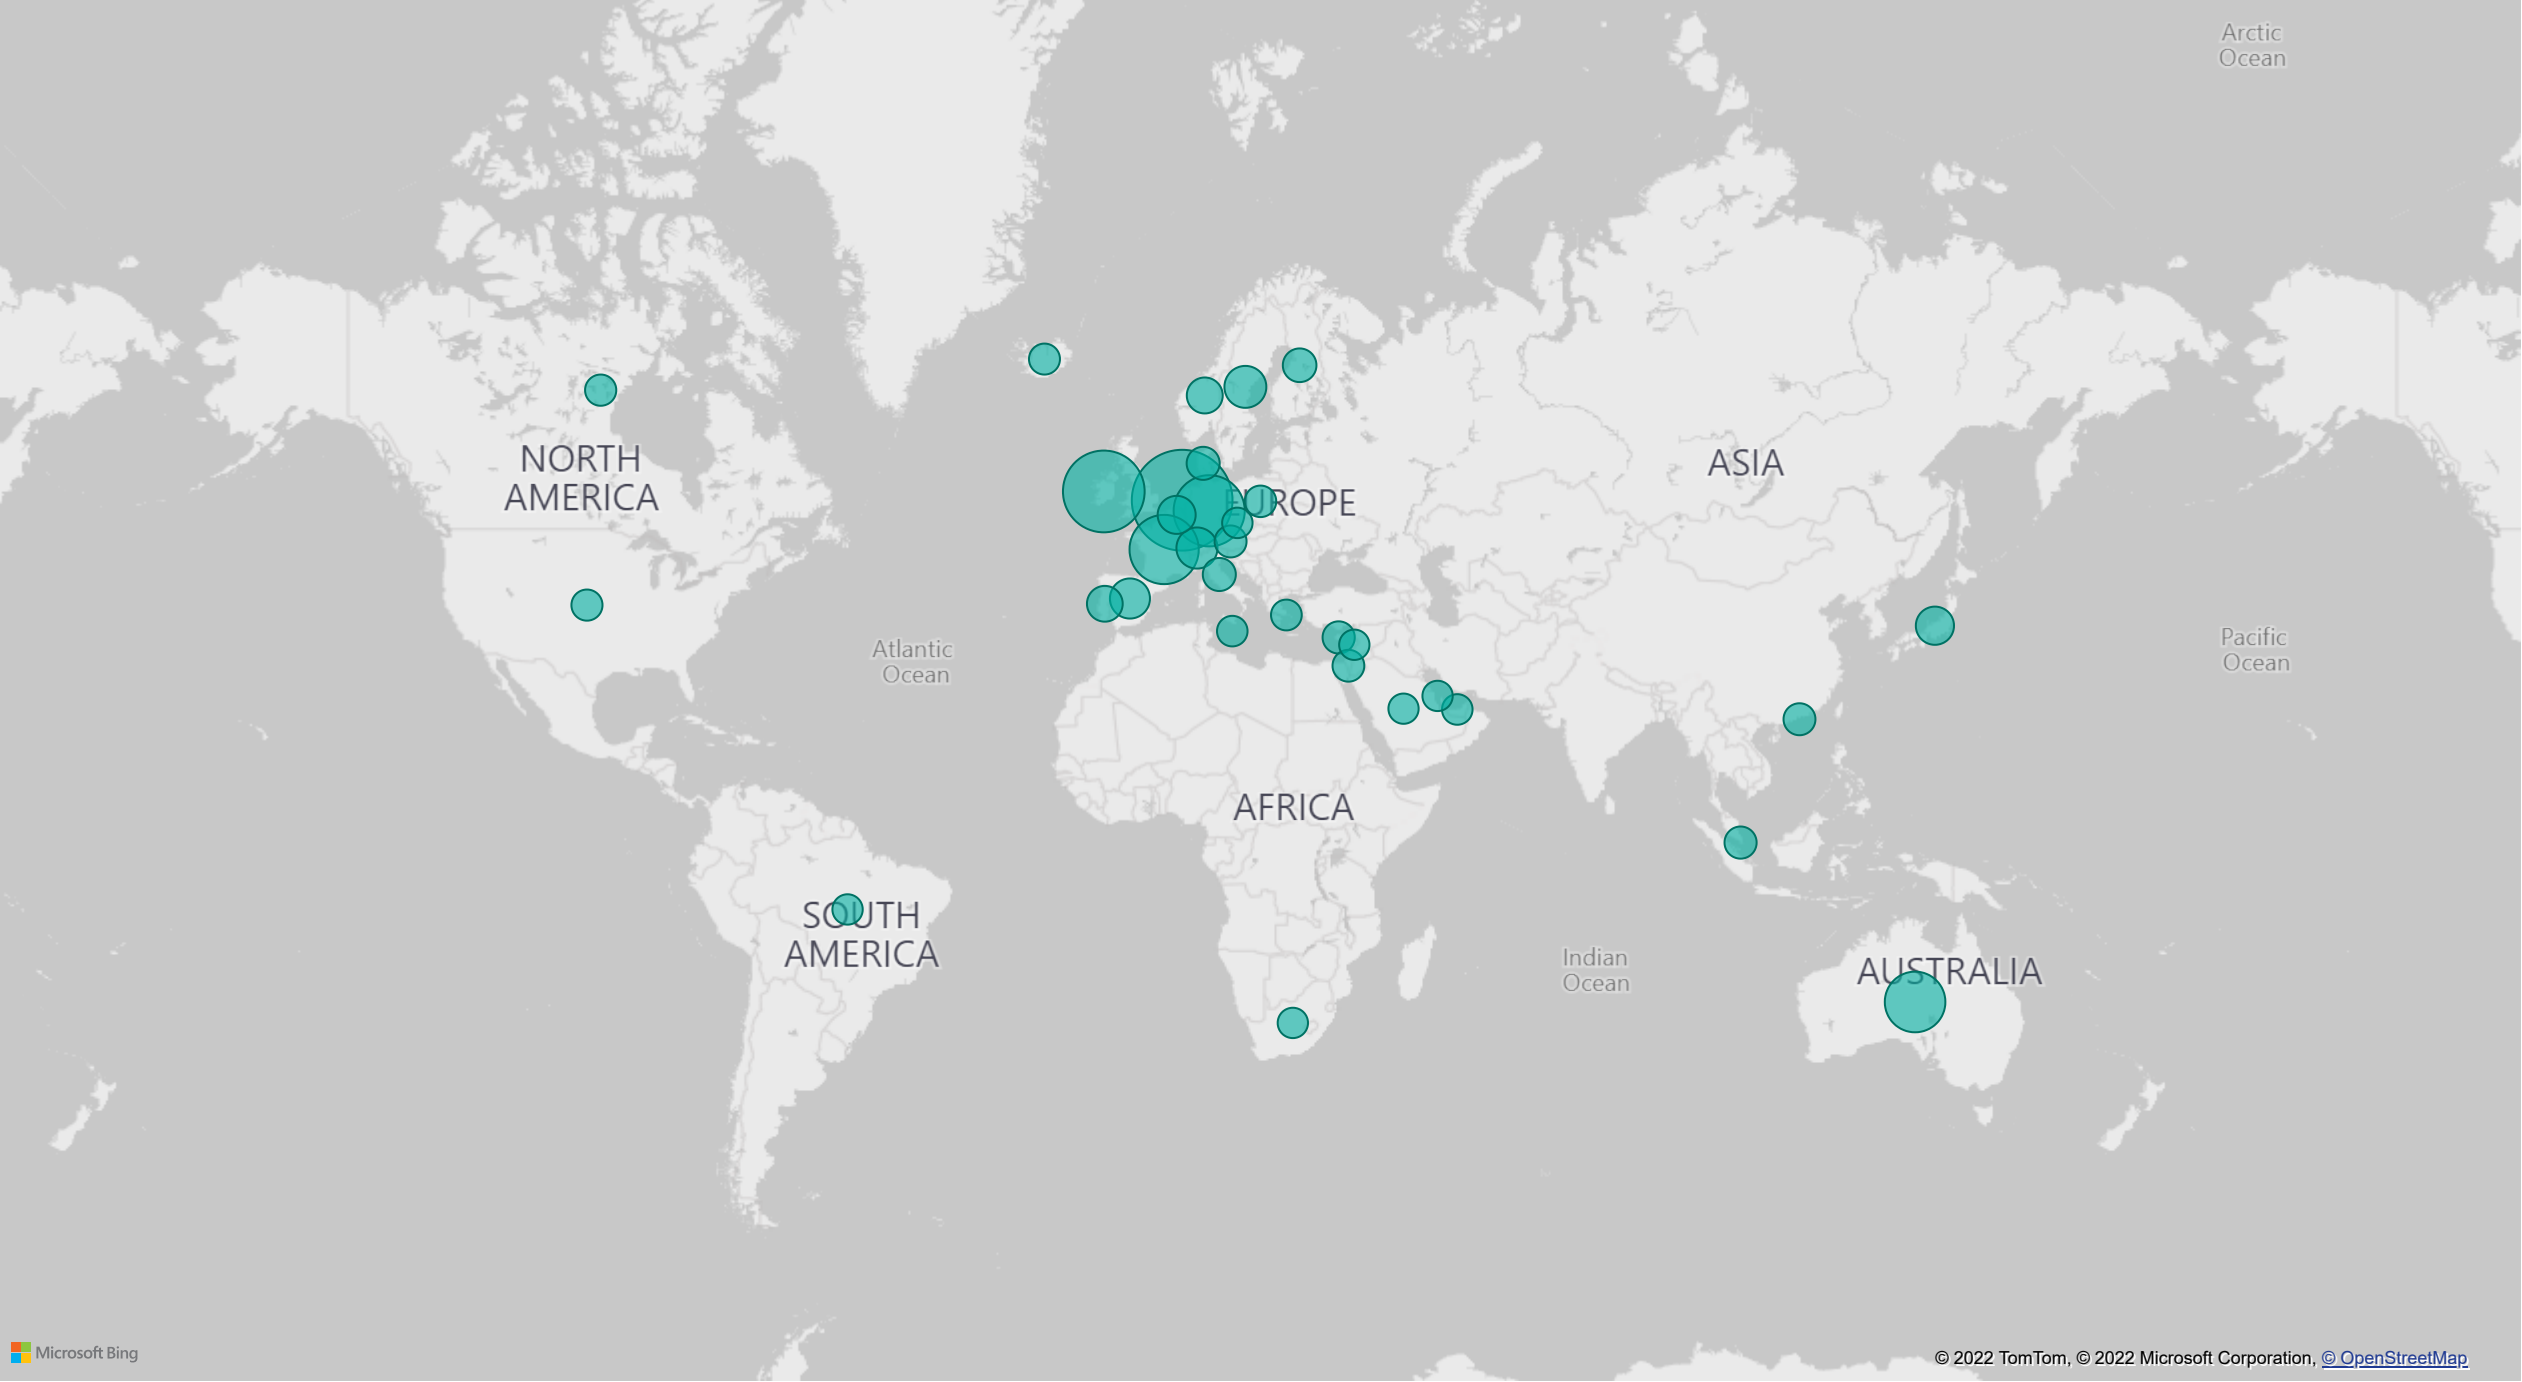 Arctic
Ocean
NORTH
AMERICA
EUROPE
ASIA
Atlantic
Ocean
Pacific
Ocean
AFRICA
SOUTH
AMERICA
Indian
Ocean
AUSTRALIA
Microsoft Bing
© 2022 TomTom, © 2022 Microsoft Corporation, © OpenStreetMap